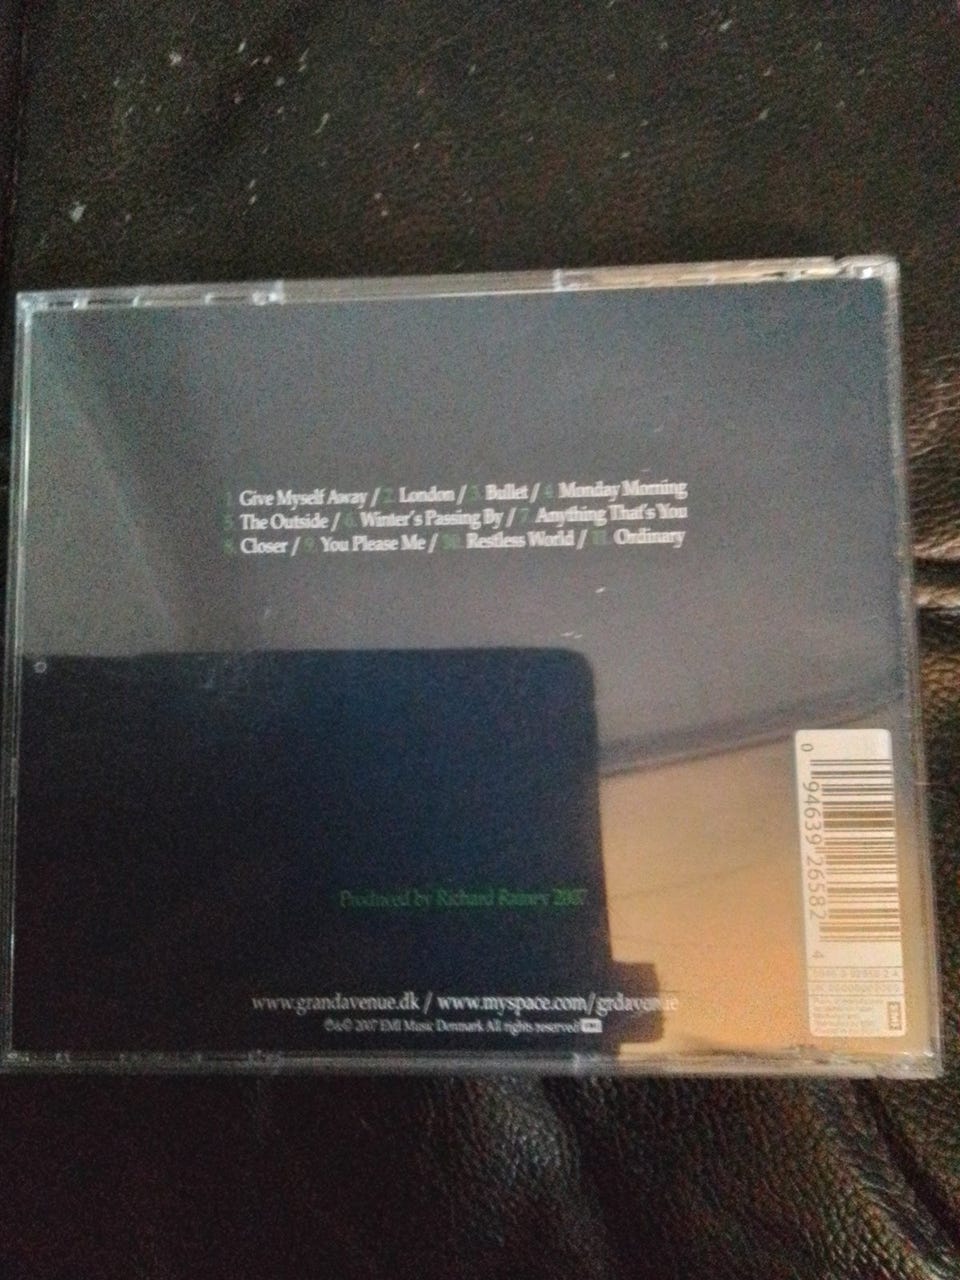 1. Give Myself Away / 2. London / 3. Bullet / 4. Monday Morning
5. The Outside / 6. Winter's Passing By / 7. Anything That's You
8. Closer / 9. You Please Me / 10. Restless World / 11. Ordinary
Produced by Richard Rainey 2007
www.grandavenue.dk / www.myspace.com/grdavenue
℗&© 2007 EMI Music Denmark All rights reserved EMI
0 94639 26582 4
EMI